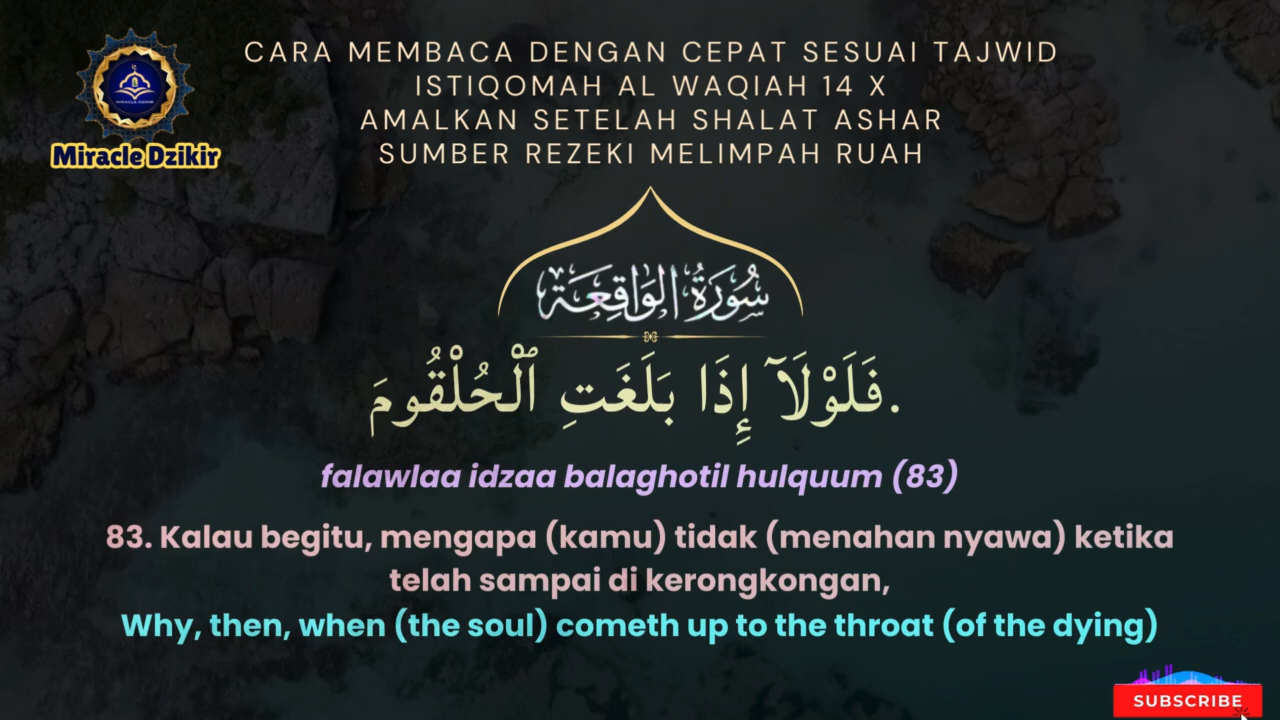 CARA MEMBACA DENGAN CEPAT SESUAI TAJWID
ISTIQOMAH AL WAQIAH 14 X
AMALKAN SETELAH SHALAT ASHAR
SUMBER REZEKI MELIMPAH RUAH
MIRACLE DZIKIR
Miracle Dzikir
سُورَةُ الوَاقِعَة
فَلَوْلَآ إِذَا بَلَغَتِ ٱلْحُلْقُومَ.
falawlaa idzaa balaghotil hulquum (83)
83. Kalau begitu, mengapa (kamu) tidak (menahan nyawa) ketika
telah sampai di kerongkongan,
Why, then, when (the soul) cometh up to the throat (of the dying)
SUBSCRIBE